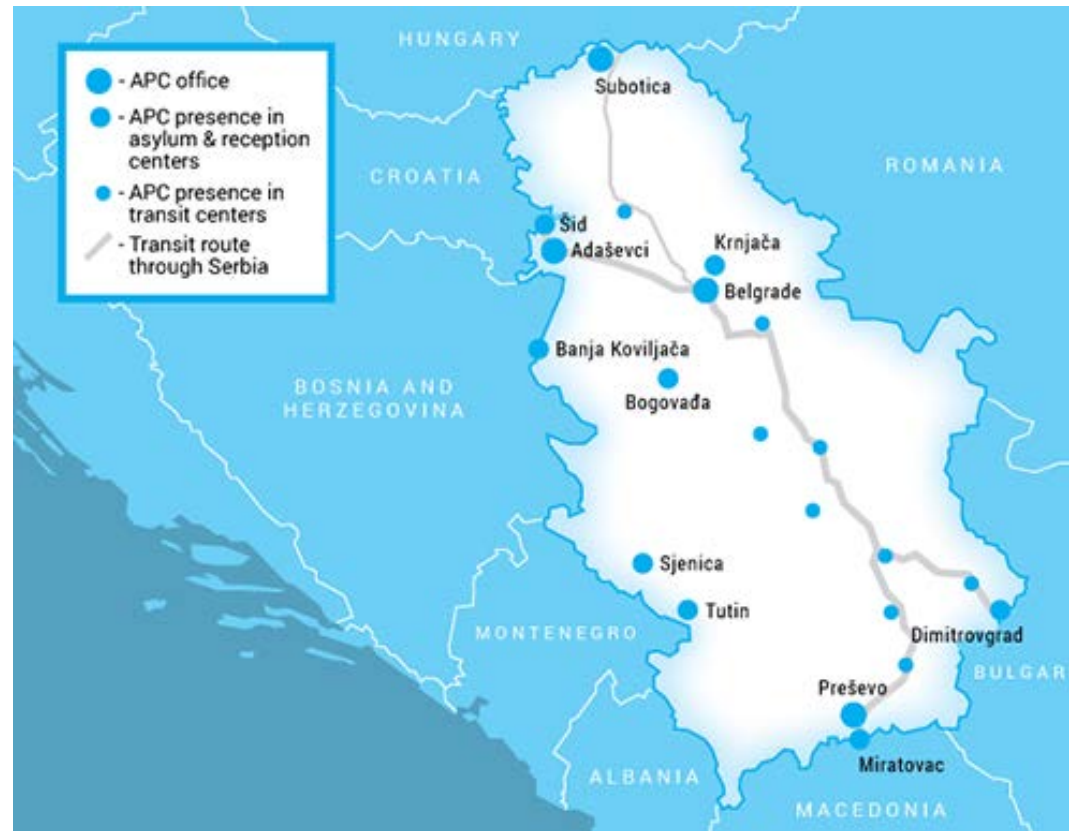 HUNGARY
- APC office
Subotica
- APC presence in
asylum & reception
centers
ROMANIA
CROATIA
- APC presence in
transit centers
- Transit route
through Serbia
Šid
Adaševci
Krnjača
Belgrade
Banja Koviljača
BOSNIA AND
HERZEGOVINA
Bogovađa
Sjenica
Tutin
MONTENEGRO
Dimitrovgrad
BULGAR
Preševo
Miratovac
ALBANIA
MACEDONIA